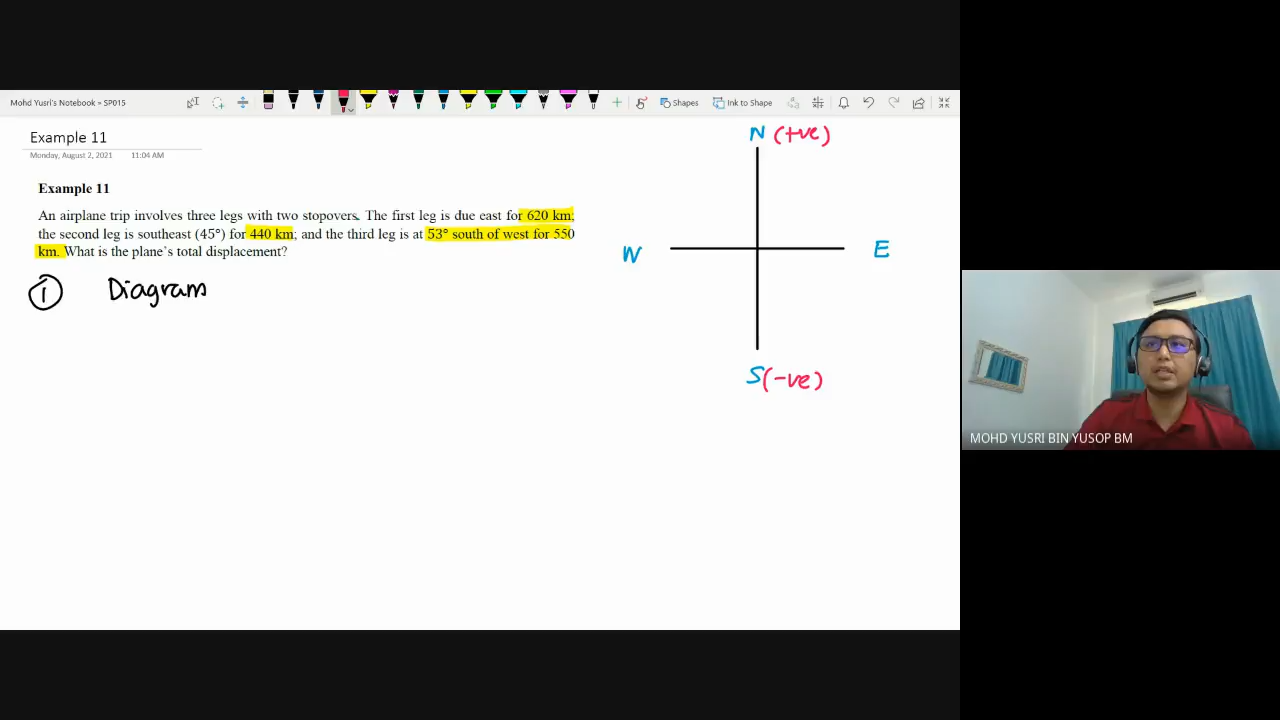 Mohd Yusri's Notebook » SP015
Shapes
Ink to Shape
Example 11
Monday, August 2, 2021 11:04 AM
Example 11
An airplane trip involves three legs with two stopovers. The first leg is due east for 620 km;
the second leg is southeast (45°) for 440 km; and the third leg is at 53° south of west for 550
km. What is the plane's total displacement?
① Diagram
N (+ve)
W E
S (-ve)
MOHD YUSRI BIN YUSOP BM